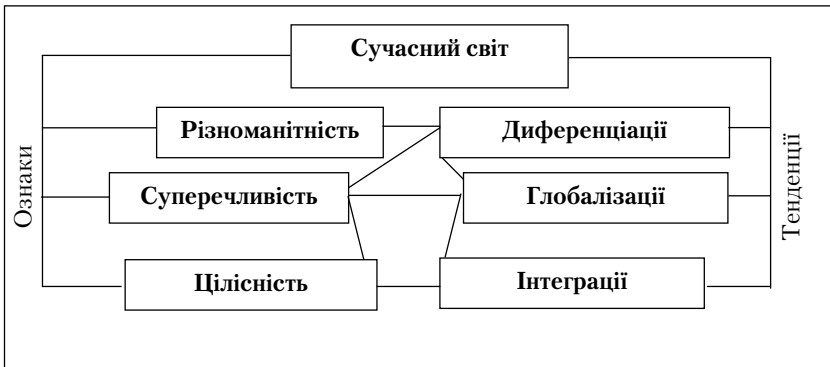 Сучасний світ
Ознаки
Різноманітність
Диференціації
Суперечливість
Глобалізації
Цілісність
Інтеграції
Тенденції